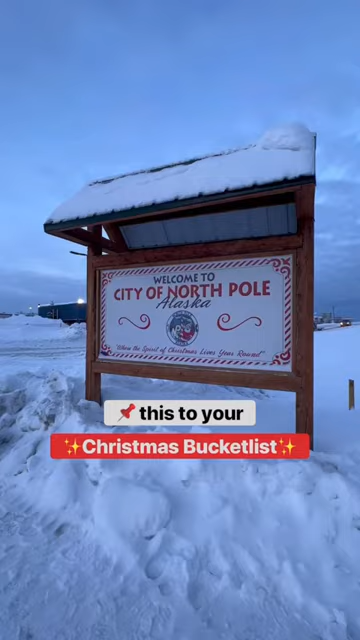 WELCOME TO
CITY OF NORTH POLE
Alaska
"Where the Spirit of Christmas Lives Year Round"
📌 this to your
✨Christmas Bucketlist✨